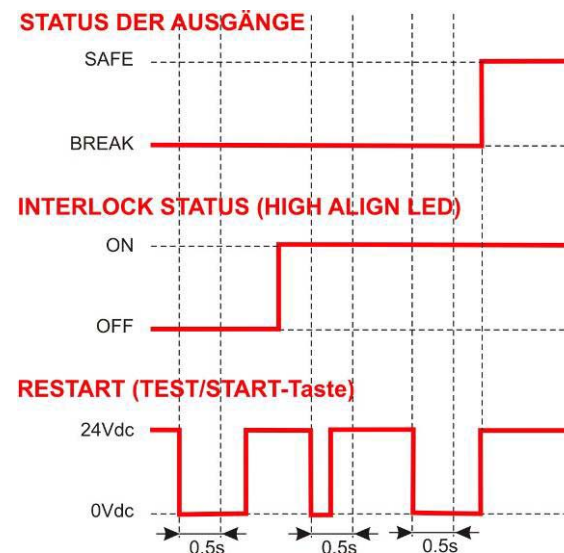 STATUS DER AUSGÄNGE
SAFE
BREAK
INTERLOCK STATUS (HIGH ALIGN LED)
ON
OFF
RESTART (TEST/START-Taste)
24Vdc
0Vdc
0.5s 0.5s 0.5s